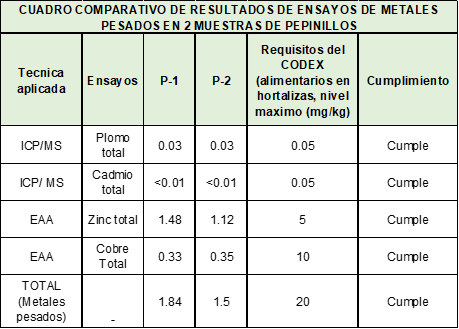 CUADRO COMPARATIVO DE RESULTADOS DE ENSAYOS DE METALES
PESADOS EN 2 MUESTRAS DE PEPINILLOS
Tecnica
aplicada
Ensayos
P-1
P-2
Requisitos del
CODEX
(alimentarios en
hortalizas, nivel
maximo (mg/kg)
Cumplimiento
ICP/MS
Plomo
total
0.03
0.03
0.05
Cumple
ICP/ MS
Cadmio
total
<0.01
<0.01
0.05
Cumple
EAA
Zinc total
1.48
1.12
5
Cumple
EAA
Cobre
Total
0.33
0.35
10
Cumple
TOTAL
(Metales
pesados)
-
1.84
1.5
20
Cumple